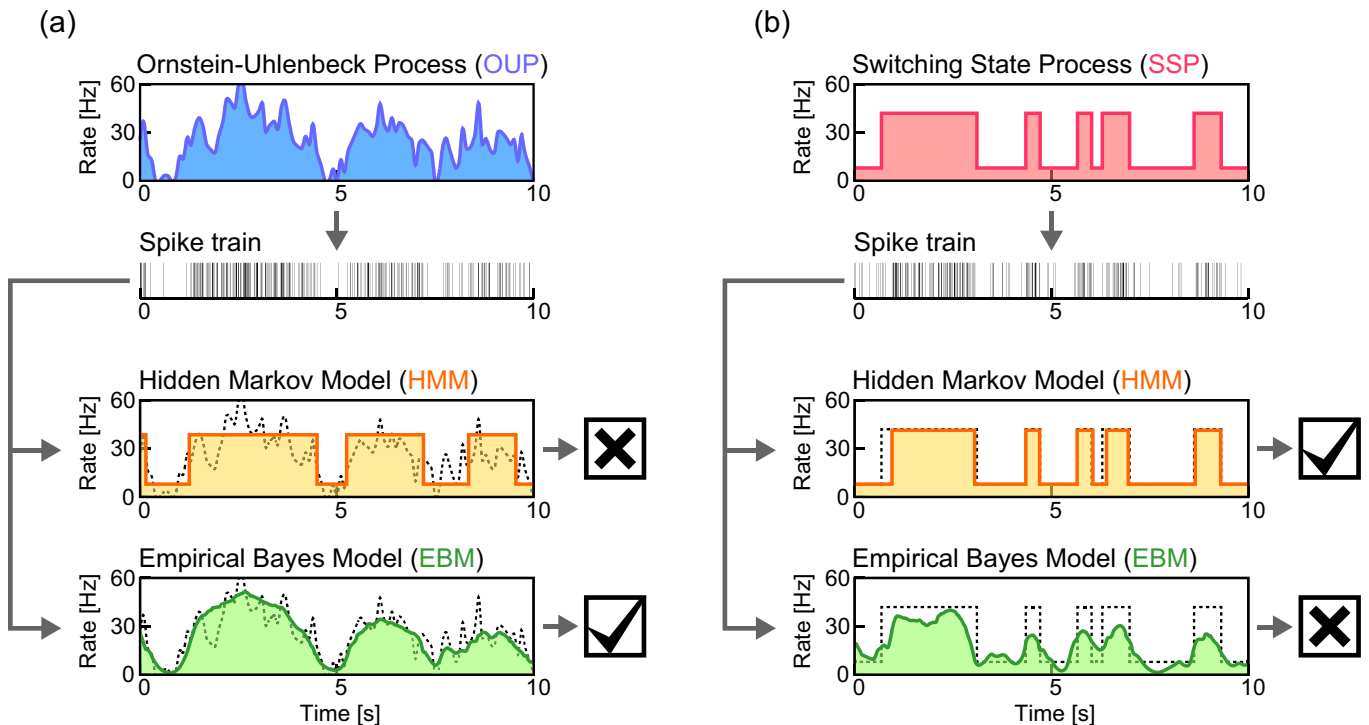 (a)
Ornstein-Uhlenbeck Process (OUP)
Rate [Hz]
60
30
0
0 5 10
Spike train
0 5 10
Hidden Markov Model (HMM)
Rate [Hz]
60
30
0
0 5 10
Empirical Bayes Model (EBM)
Rate [Hz]
60
30
0
0 5 10
Time [s]
(b)
Switching State Process (SSP)
Rate [Hz]
60
30
0
0 5 10
Spike train
0 5 10
Hidden Markov Model (HMM)
Rate [Hz]
60
30
0
0 5 10
Empirical Bayes Model (EBM)
Rate [Hz]
60
30
0
0 5 10
Time [s]